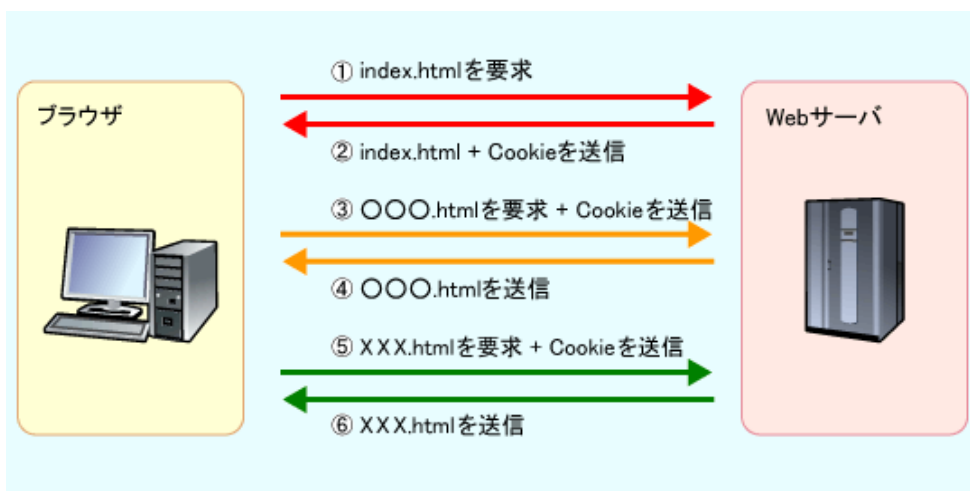 ① index.htmlを要求
ブラウザ
Webサーバ
② index.html + Cookieを送信
③ 〇〇〇.htmlを要求 + Cookieを送信
④ 〇〇〇.htmlを送信
⑤ XXX.htmlを要求 + Cookieを送信
⑥ XXX.htmlを送信